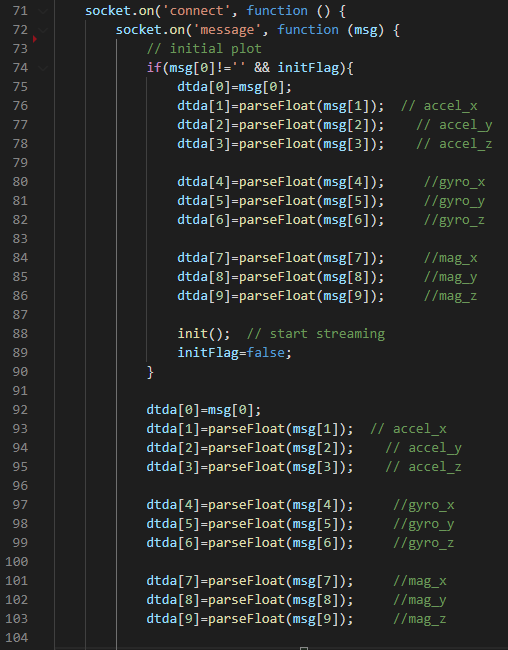 71 socket.on('connect', function () {
72 socket.on('message', function (msg) {
73 // initial plot
74 if(msg[0]!='' && initFlag){
75 dtda[0]=msg[0];
76 dtda[1]=parseFloat(msg[1]); // accel_x
77 dtda[2]=parseFloat(msg[2]); // accel_y
78 dtda[3]=parseFloat(msg[3]); // accel_z
79
80 dtda[4]=parseFloat(msg[4]); //gyro_x
81 dtda[5]=parseFloat(msg[5]); //gyro_y
82 dtda[6]=parseFloat(msg[6]); //gyro_z
83
84 dtda[7]=parseFloat(msg[7]); //mag_x
85 dtda[8]=parseFloat(msg[8]); //mag_y
86 dtda[9]=parseFloat(msg[9]); //mag_z
87
88 init(); // start streaming
89 initFlag=false;
90 }
91
92 dtda[0]=msg[0];
93 dtda[1]=parseFloat(msg[1]); // accel_x
94 dtda[2]=parseFloat(msg[2]); // accel_y
95 dtda[3]=parseFloat(msg[3]); // accel_z
96
97 dtda[4]=parseFloat(msg[4]); //gyro_x
98 dtda[5]=parseFloat(msg[5]); //gyro_y
99 dtda[6]=parseFloat(msg[6]); //gyro_z
100
101 dtda[7]=parseFloat(msg[7]); //mag_x
102 dtda[8]=parseFloat(msg[8]); //mag_y
103 dtda[9]=parseFloat(msg[9]); //mag_z
104